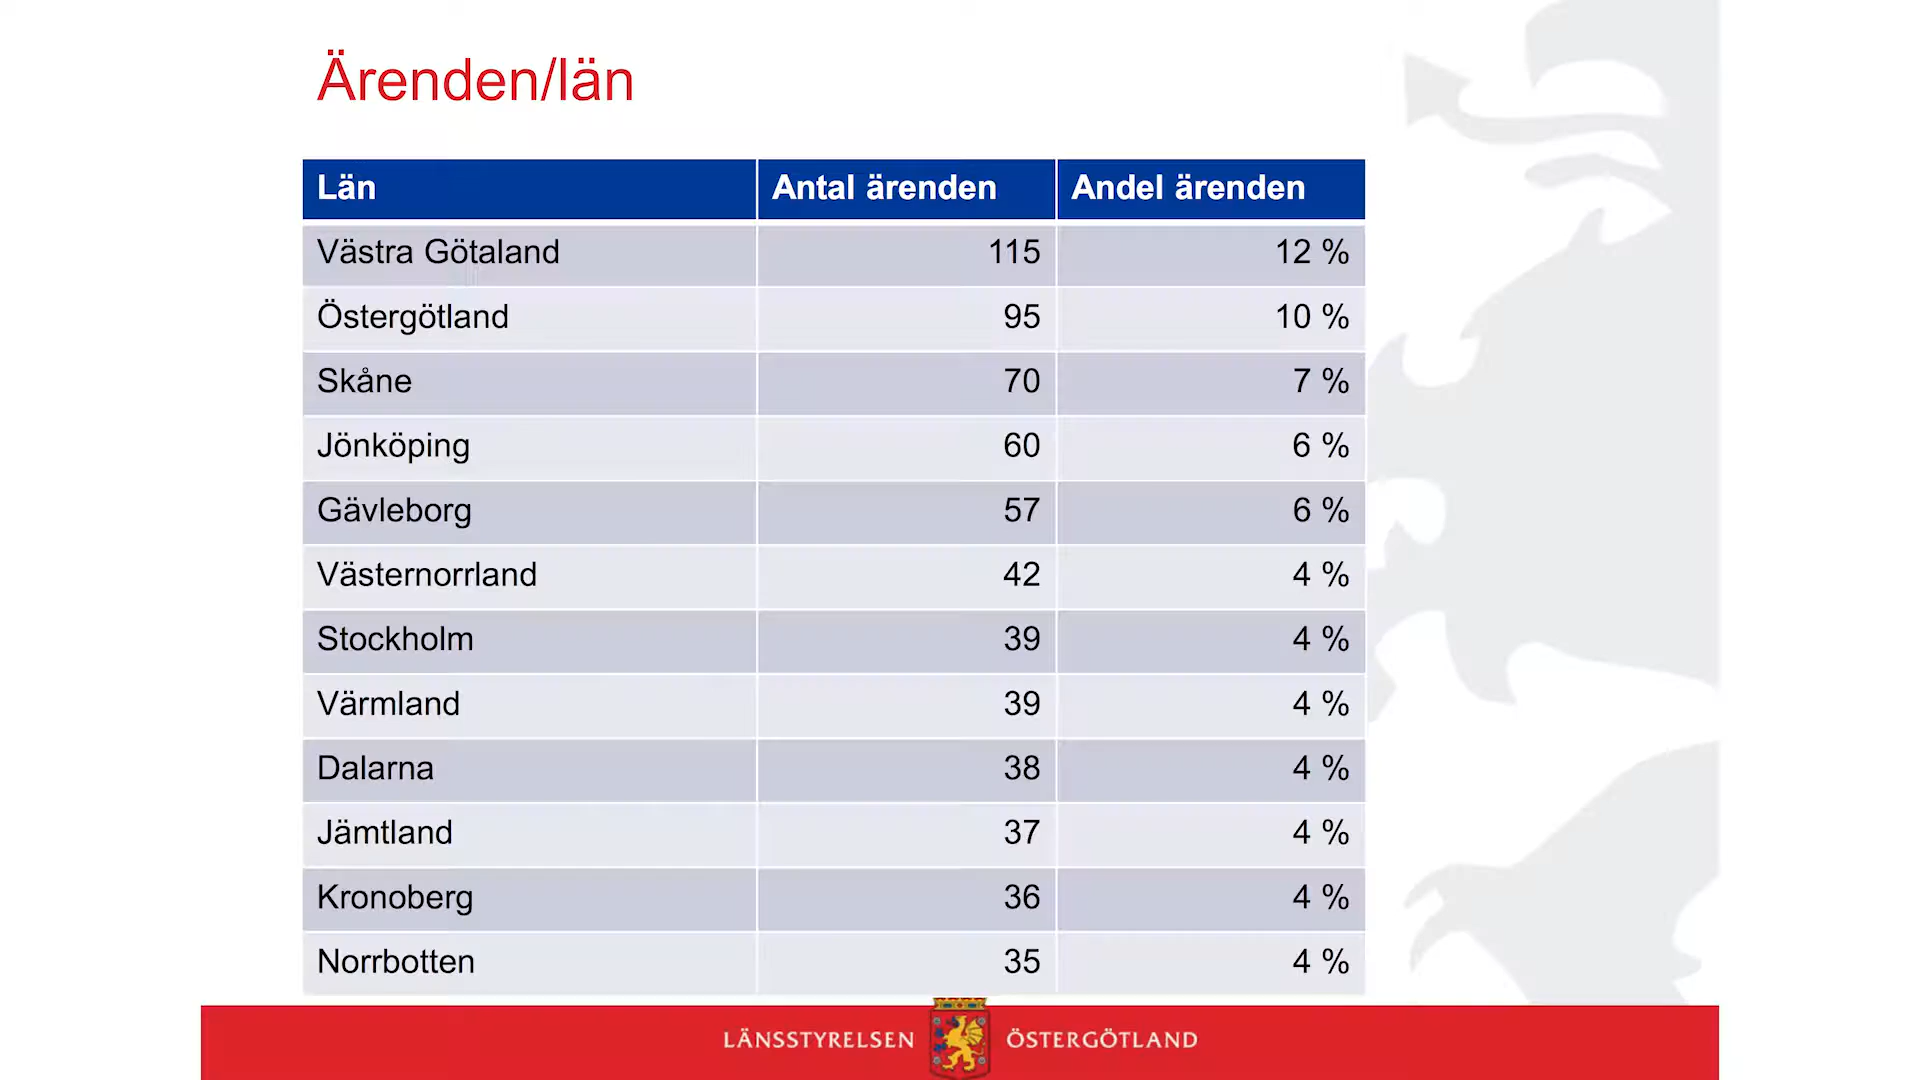 Ärenden/län
Län Antal ärenden Andel ärenden
Västra Götaland 115 12 %
Östergötland 95 10 %
Skåne 70 7 %
Jönköping 60 6 %
Gävleborg 57 6 %
Västernorrland 42 4 %
Stockholm 39 4 %
Värmland 39 4 %
Dalarna 38 4 %
Jämtland 37 4 %
Kronoberg 36 4 %
Norrbotten 35 4 %
LÄNSSTYRELSEN ÖSTERGÖTLAND